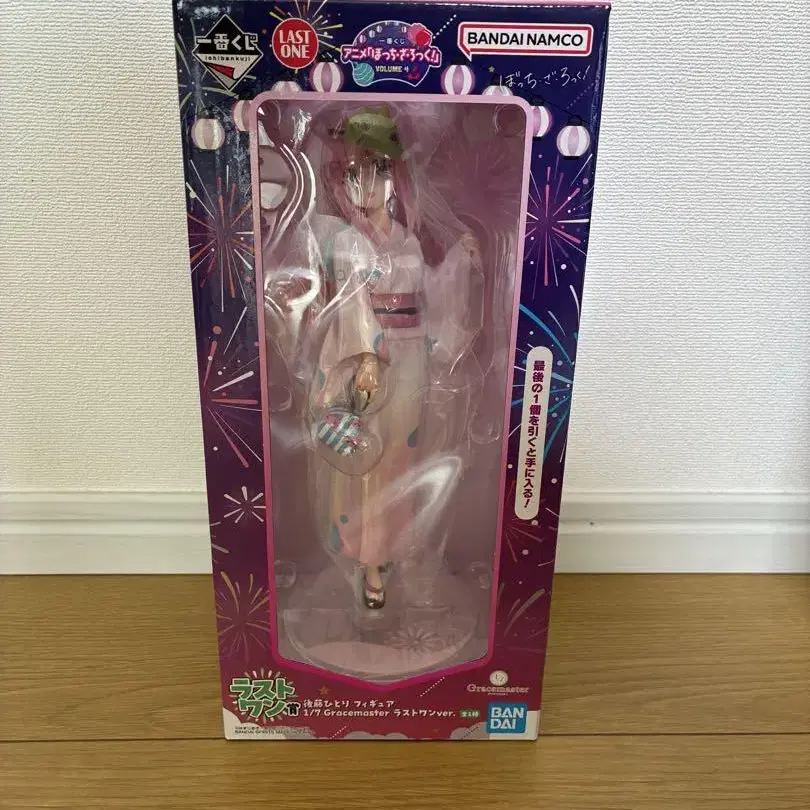 一番くじ
ichibankuji
LAST
ONE
一番くじ
アニメ「ぼっち・ざ・ろっく!」
VOLUME 4
BANDAI NAMCO
ぼっち・ざ・ろっく!
最後の1個を引くと手に入る!
ラスト
ワン賞
後藤ひとり フィギュア
1/7 Gracemaster ラストワンver. 全1種
Gracemaster
BAN
DAI